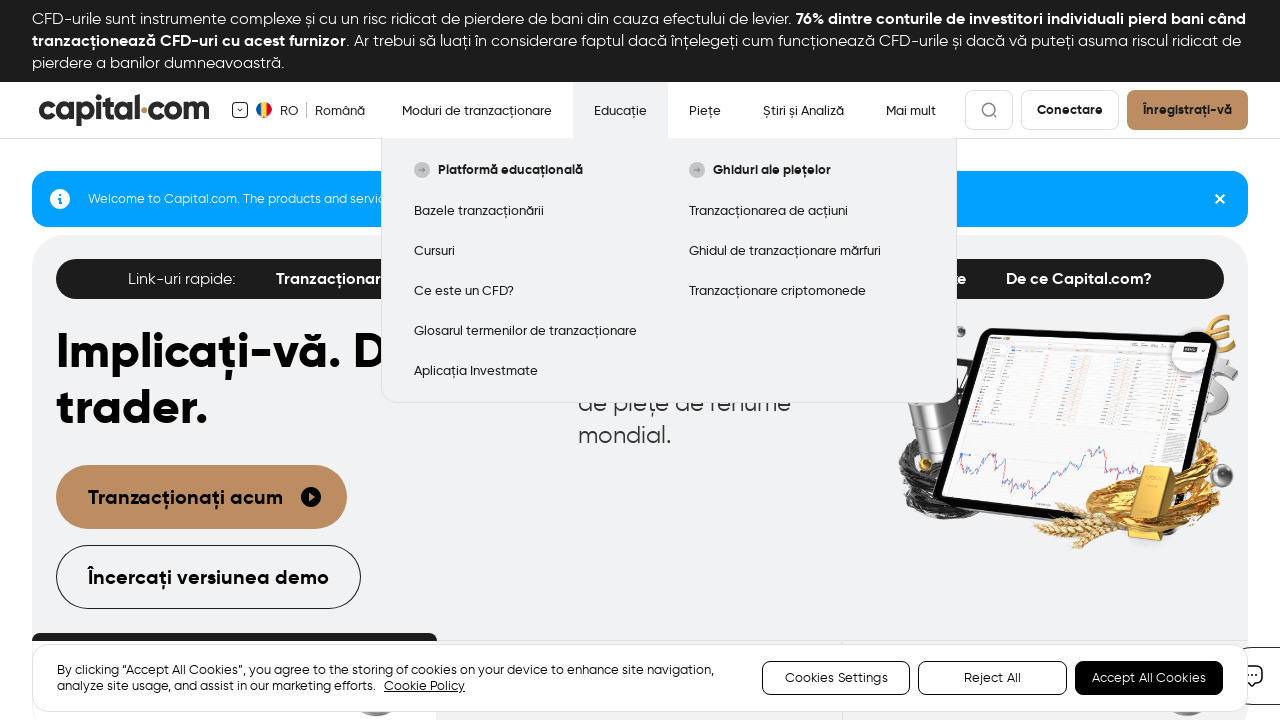 CFD-urile sunt instrumente complexe și cu un risc ridicat de pierdere de bani din cauza efectului de levier. 76% dintre conturile de investitori individuali pierd bani când
tranzacționează CFD-uri cu acest furnizor. Ar trebui să luați în considerare faptul dacă înțelegeți cum funcționează CFD-urile și dacă vă puteți asuma riscul ridicat de
pierdere a banilor dumneavoastră.
capital.com RO Română Moduri de tranzacționare Educație Piețe Știri și Analiză Mai mult Conectare Înregistrați-vă
Platformă educațională Ghiduri ale piețelor
Welcome to Capital.com. The products and
Bazele tranzacționării Tranzacționarea de acțiuni
Cursuri Ghidul de tranzacționare mărfuri
Link-uri rapide: De ce Capital.com?
Ce este un CFD? Tranzacționare criptomonede
Glosarul termenilor de tranzacționare
Implicați-vă.
Aplicația Investmate
trader.
de piețe de renume
mondial.
Tranzacționați acum
Încercați versiunea demo
By clicking “Accept All Cookies”, you agree to the storing of cookies on your device to enhance site navigation,
analyze site usage, and assist in our marketing efforts. Cookie Policy
Cookies Settings Reject All Accept All Cookies